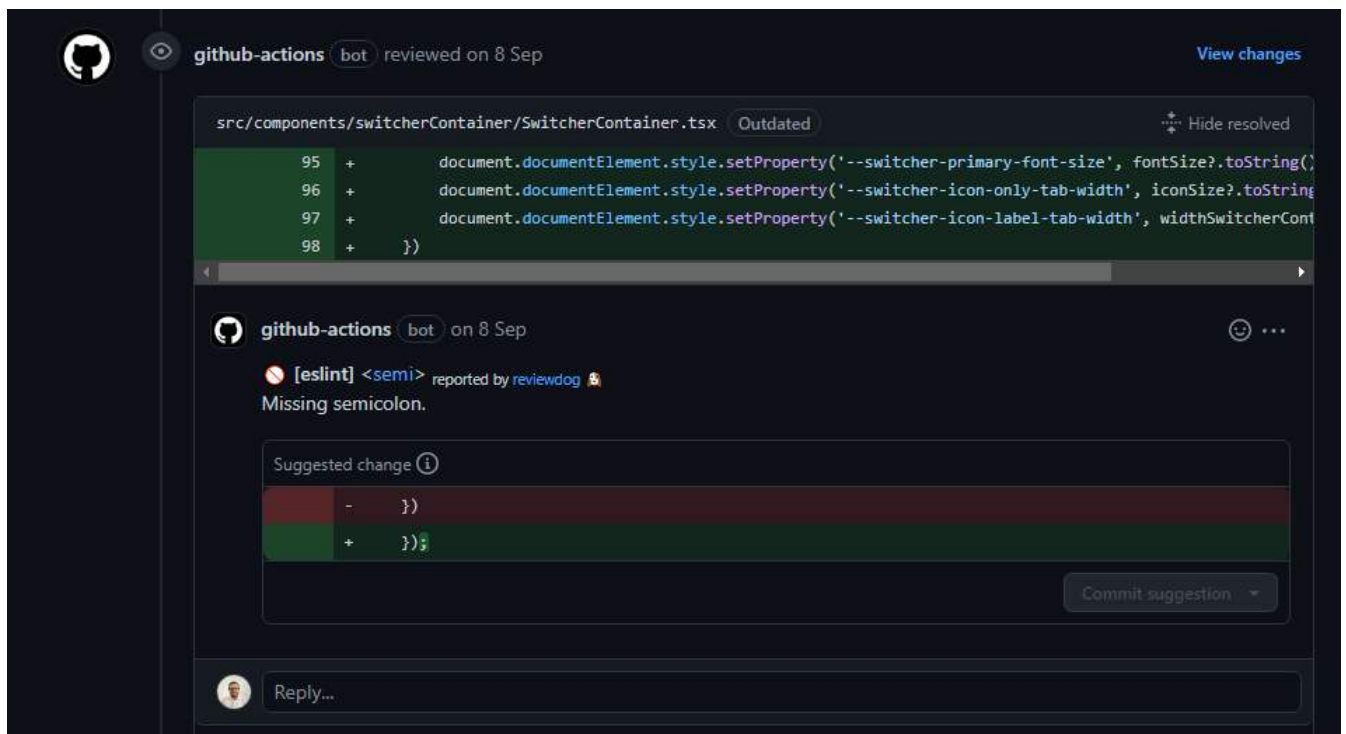 github-actions bot reviewed on 8 Sep View changes
src/components/switcherContainer/SwitcherContainer.tsx Outdated Hide resolved
95 + document.documentElement.style.setProperty('--switcher-primary-font-size', fontSize?.toString()
96 + document.documentElement.style.setProperty('--switcher-icon-only-tab-width', iconSize?.toString
97 + document.documentElement.style.setProperty('--switcher-icon-label-tab-width', widthSwitcherCont
98 + })
github-actions bot on 8 Sep
[eslint] <semi> reported by reviewdog
Missing semicolon.
Suggested change
- })
+ });
Commit suggestion
Reply...